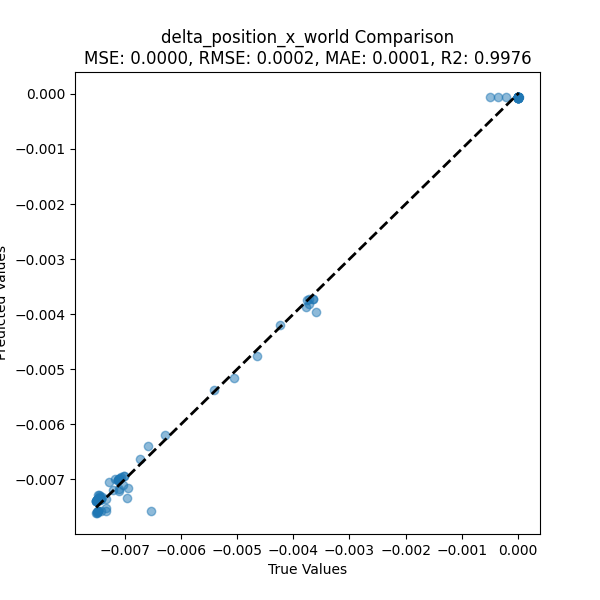 delta_position_x_world Comparison
MSE: 0.0000, RMSE: 0.0002, MAE: 0.0001, R2: 0.9976
0.000
−0.001
−0.002
−0.003
−0.004
−0.005
−0.006
−0.007
Predicted Values
−0.007 −0.006 −0.005 −0.004 −0.003 −0.002 −0.001 0.000
True Values